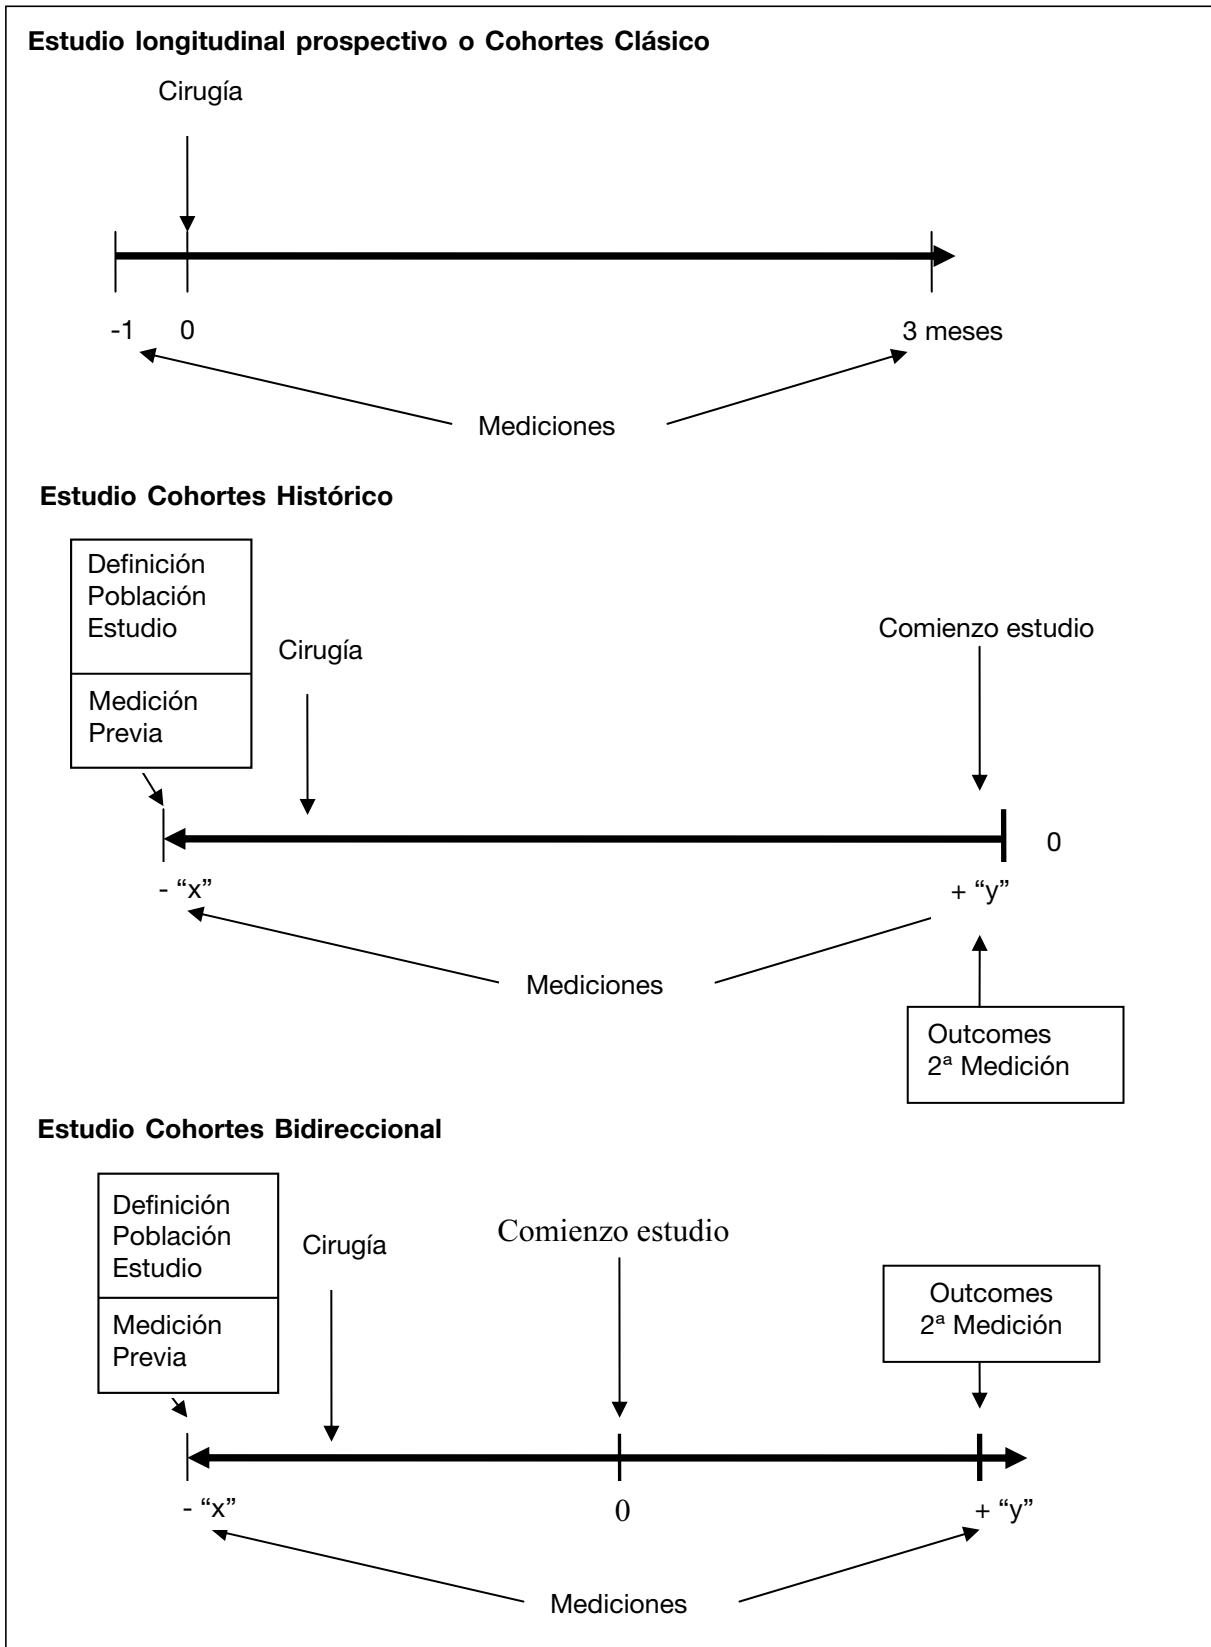 Estudio longitudinal prospectivo o Cohortes Clásico
Cirugía
-1
0
3 meses
Mediciones
Estudio Cohortes Histórico
Definición
Población
Estudio
Medición
Previa
Cirugía
Comienzo estudio
0
- “x”
+ “y”
Mediciones
Outcomes
2ª Medición
Estudio Cohortes Bidireccional
Definición
Población
Estudio
Medición
Previa
Cirugía
Comienzo estudio
Outcomes
2ª Medición
- “x”
0
+ “y”
Mediciones